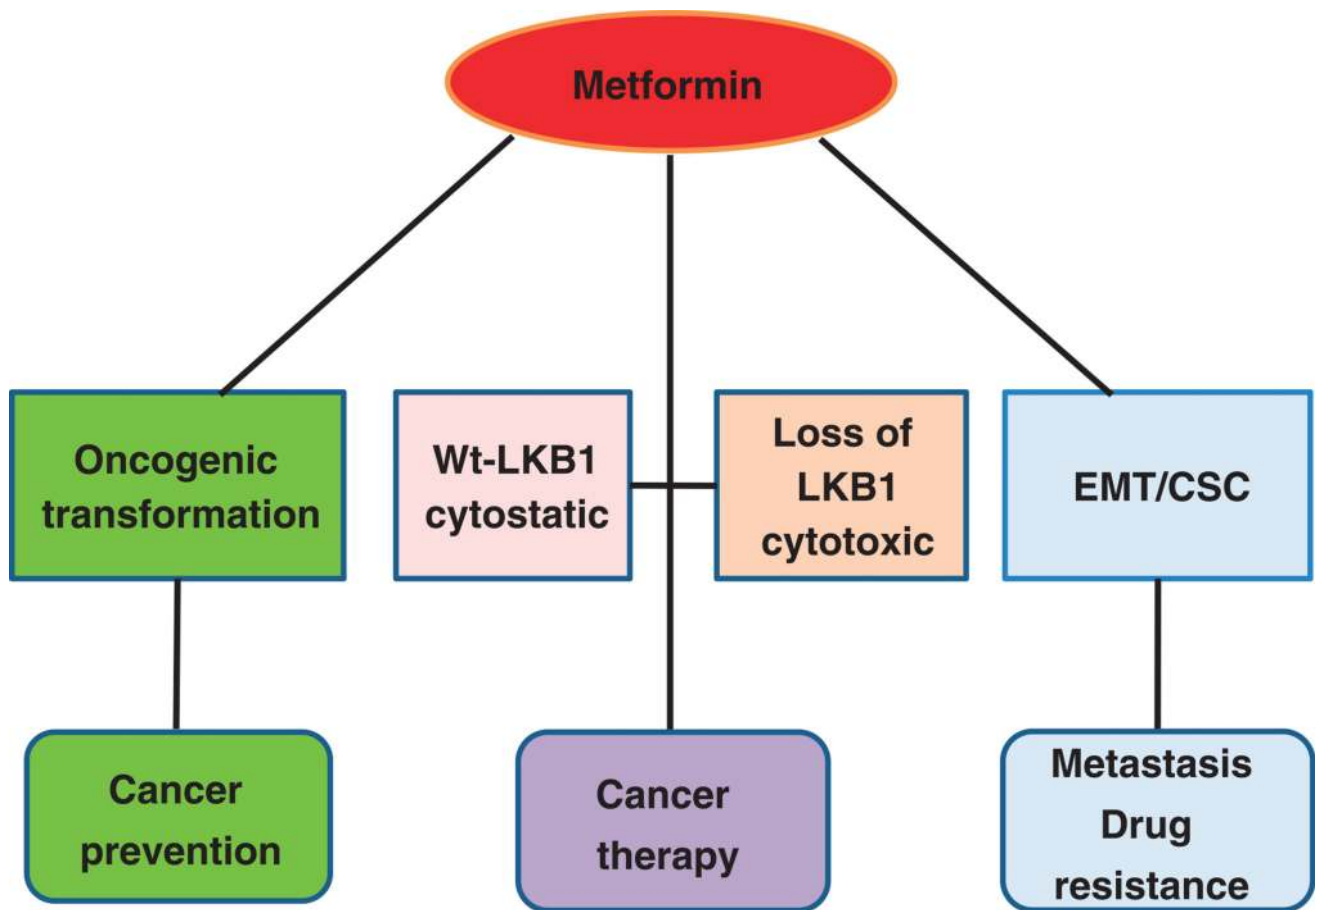 Metformin
Oncogenic
transformation
Wt-LKB1
cytostatic
Loss of
LKB1
cytotoxic
EMT/CSC
Cancer
prevention
Cancer
therapy
Metastasis
Drug
resistance